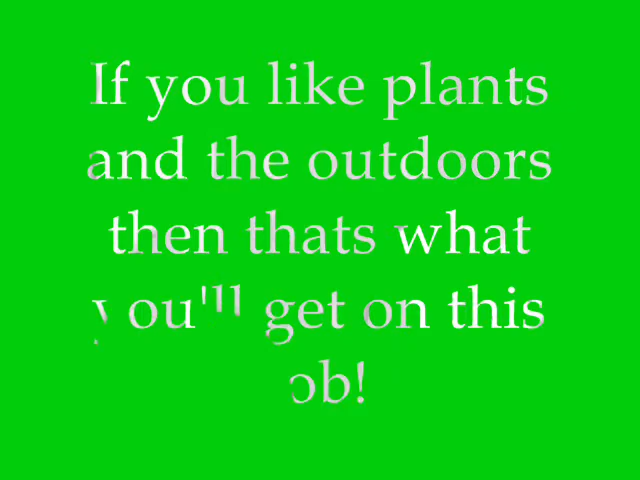 If you like plants
and the outdoors
then thats what
you'll get on this
job!